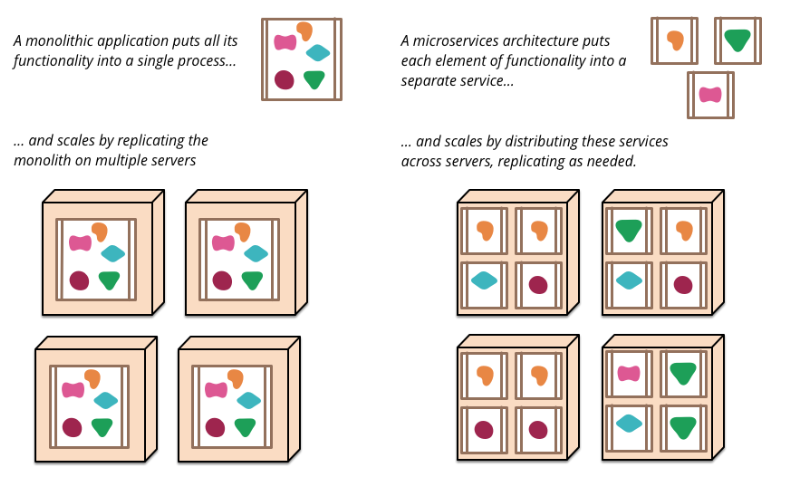 A monolithic application puts all its
functionality into a single process...
... and scales by replicating the
monolith on multiple servers
A microservices architecture puts
each element of functionality into a
separate service...
... and scales by distributing these services
across servers, replicating as needed.